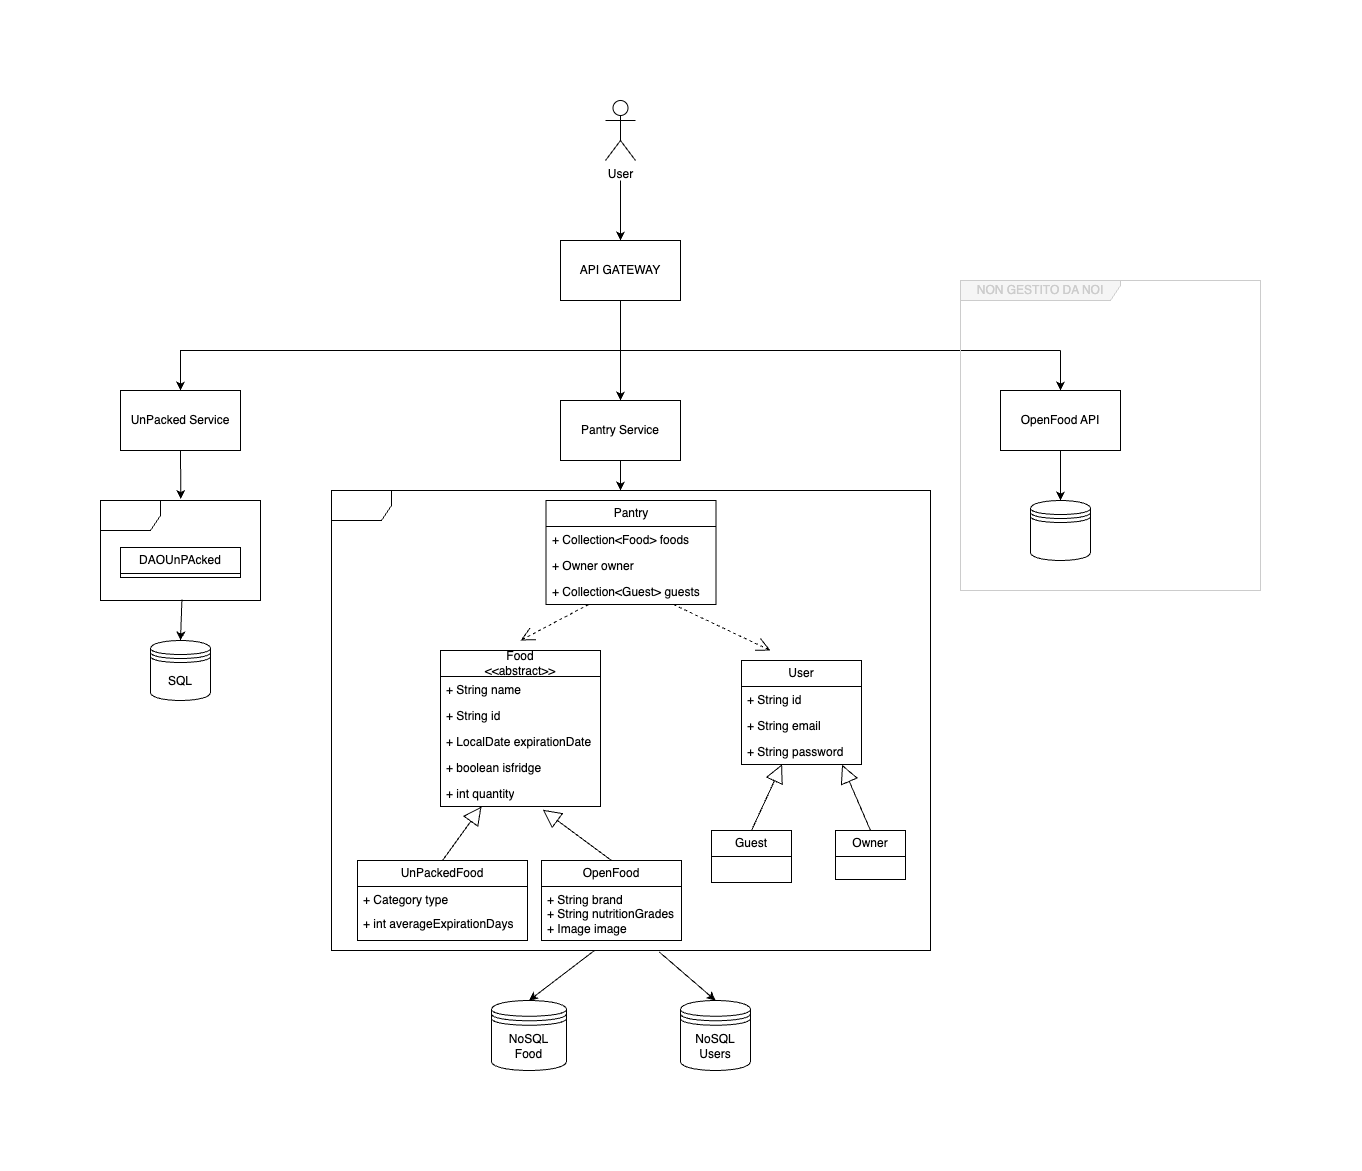 User
API GATEWAY
NON GESTITO DA NOI
UnPacked Service
Pantry Service
OpenFood API
DAOUnPAcked
SQL
Pantry
+ Collection<Food> foods
+ Owner owner
+ Collection<Guest> guests
Food
<<abstract>>
+ String name
+ String id
+ LocalDate expirationDate
+ boolean isfridge
+ int quantity
User
+ String id
+ String email
+ String password
UnPackedFood
+ Category type
+ int averageExpirationDays
OpenFood
+ String brand
+ String nutritionGrades
+ Image image
Guest
Owner
NoSQL
Food
NoSQL
Users